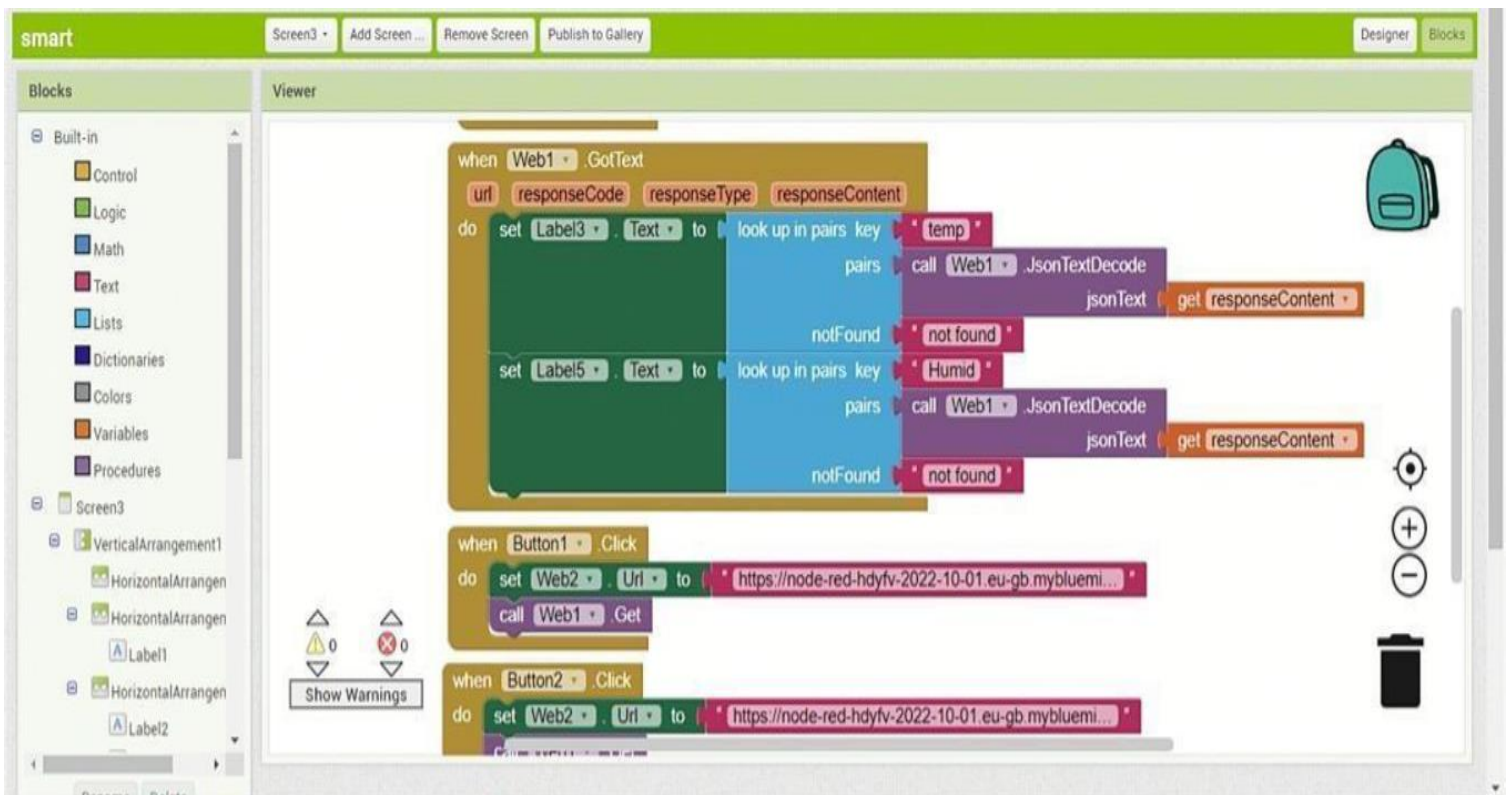 smart
Screen3 Add Screen ... Remove Screen Publish to Gallery Designer Blocks
Blocks
Viewer
Built-in
Control
Logic
Math
Text
Lists
Dictionaries
Colors
Variables
Procedures
Screen3
VerticalArrangement1
HorizontalArrangen
HorizontalArrangen
Label1
HorizontalArrangen
Label2
when Web1 .GotText
url responseCode responseType responseContent
do set Label3 . Text to look up in pairs key " temp "
pairs call Web1 .JsonTextDecode
jsonText get responseContent
notFound " not found "
set Label5 . Text to look up in pairs key " Humid "
pairs call Web1 .JsonTextDecode
jsonText get responseContent
notFound " not found "
when Button1 .Click
do set Web2 . Url to " https://node-red-hdyfv-2022-10-01.eu-gb.mybluemi... "
call Web1 .Get
when Button2 .Click
do set Web2 . Url to " https://node-red-hdyfv-2022-10-01.eu-gb.mybluemi... "
0 0
Show Warnings